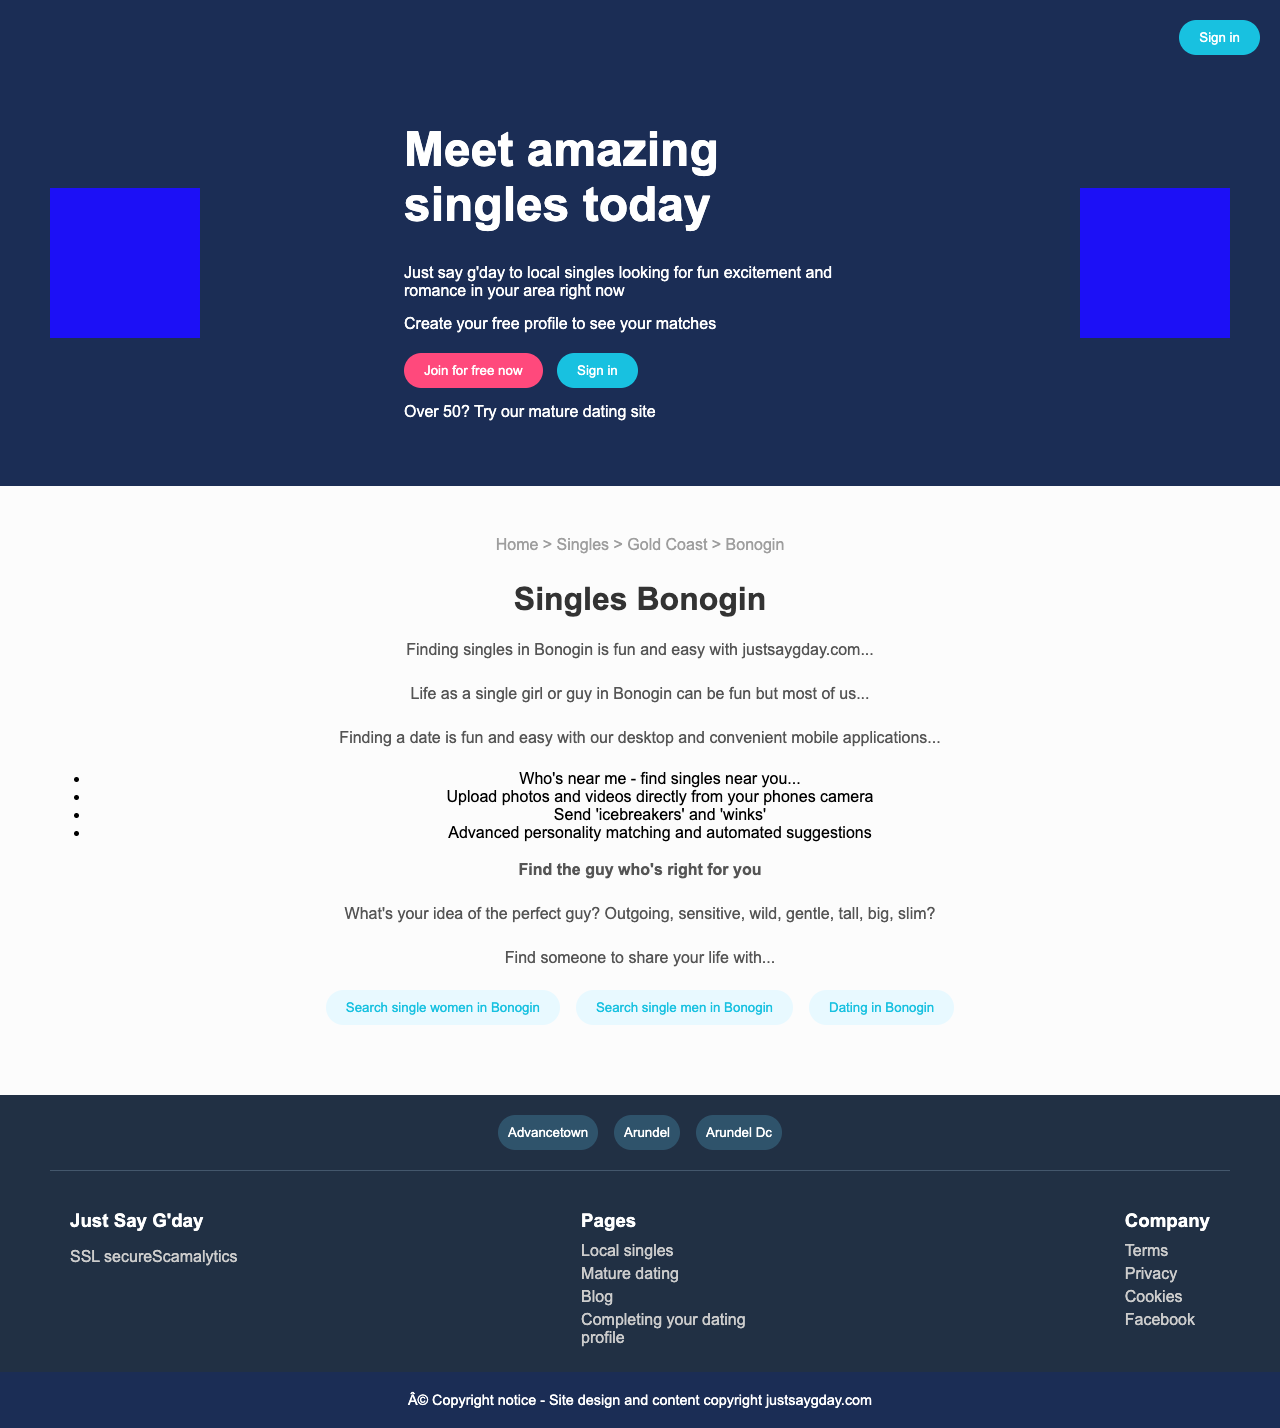 Sign in
Meet amazing
singles today
Just say g'day to local singles looking for fun excitement and
romance in your area right now
Create your free profile to see your matches
Join for free now
Sign in
Over 50? Try our mature dating site
Home > Singles > Gold Coast > Bonogin
Singles Bonogin
Finding singles in Bonogin is fun and easy with justsaygday.com...
Life as a single girl or guy in Bonogin can be fun but most of us...
Finding a date is fun and easy with our desktop and convenient mobile applications...
• Who's near me - find singles near you...
• Upload photos and videos directly from your phones camera
• Send 'icebreakers' and 'winks'
• Advanced personality matching and automated suggestions
Find the guy who's right for you
What's your idea of the perfect guy? Outgoing, sensitive, wild, gentle, tall, big, slim?
Find someone to share your life with...
Search single women in Bonogin
Search single men in Bonogin
Dating in Bonogin
Advancetown
Arundel
Arundel Dc
Just Say G'day
SSL secureScamalytics
Pages
Local singles
Mature dating
Blog
Completing your dating
profile
Company
Terms
Privacy
Cookies
Facebook
Â© Copyright notice - Site design and content copyright justsaygday.com